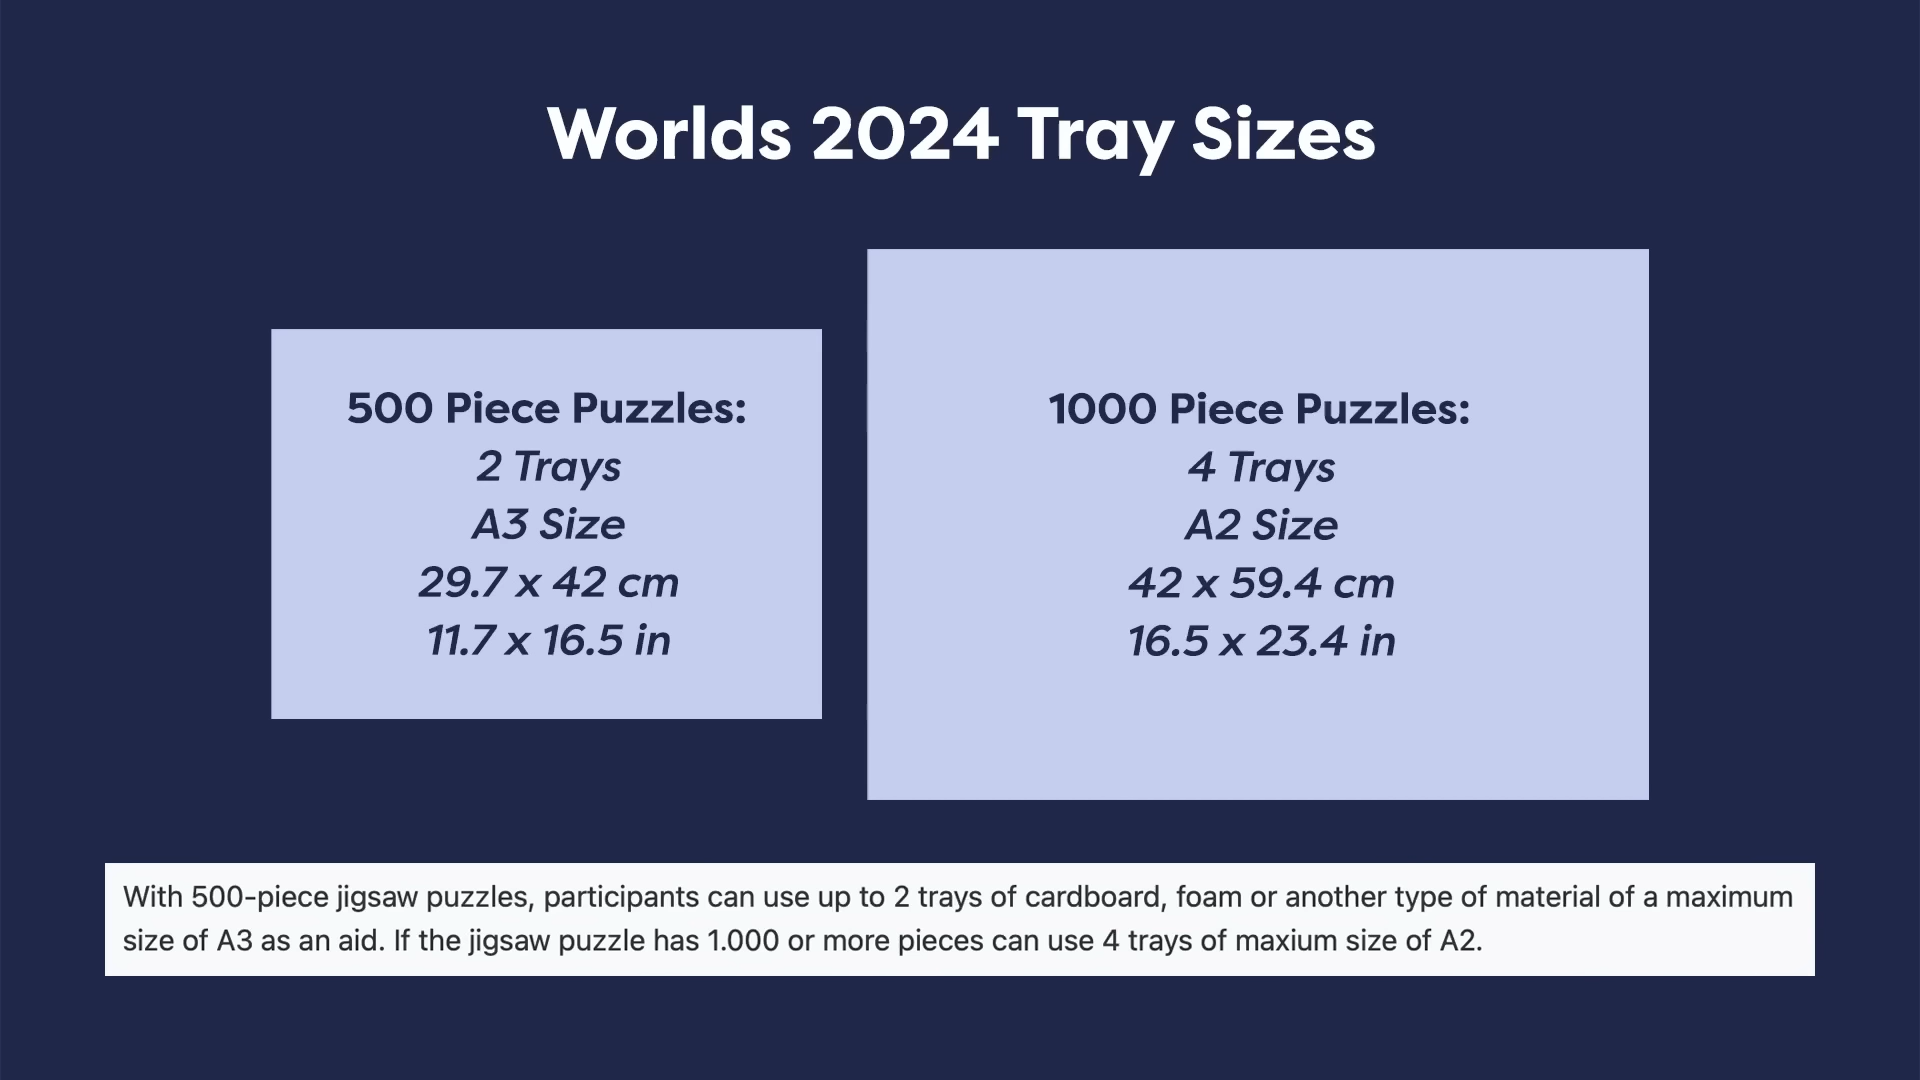 Worlds 2024 Tray Sizes
500 Piece Puzzles:
2 Trays
A3 Size
29.7 x 42 cm
11.7 x 16.5 in
1000 Piece Puzzles:
4 Trays
A2 Size
42 x 59.4 cm
16.5 x 23.4 in
With 500-piece jigsaw puzzles, participants can use up to 2 trays of cardboard, foam or another type of material of a maximum
size of A3 as an aid. If the jigsaw puzzle has 1.000 or more pieces can use 4 trays of maxium size of A2.